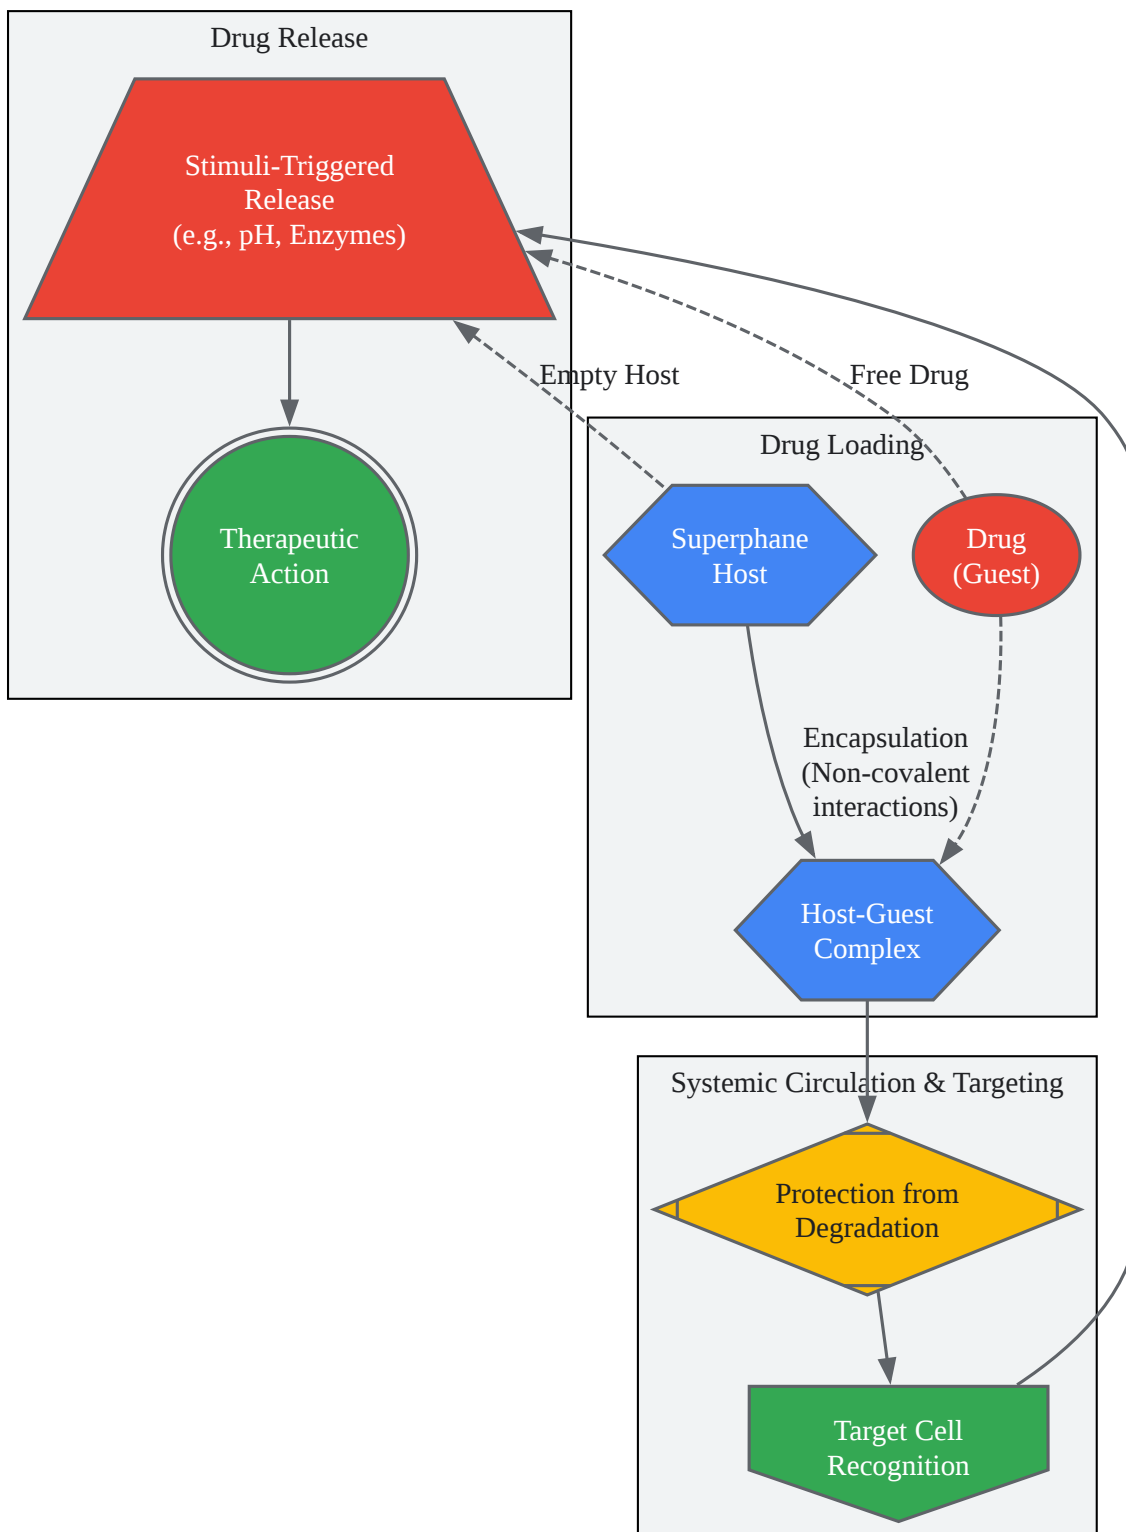 Drug Release
Stimuli-Triggered
Release
(e.g., pH, Enzymes)
Empty Host
Free Drug
Drug Loading
Superphane
Host
Drug
(Guest)
Therapeutic
Action
Encapsulation
(Non-covalent
interactions)
Host-Guest
Complex
Systemic Circulation & Targeting
Protection from
Degradation
Target Cell
Recognition